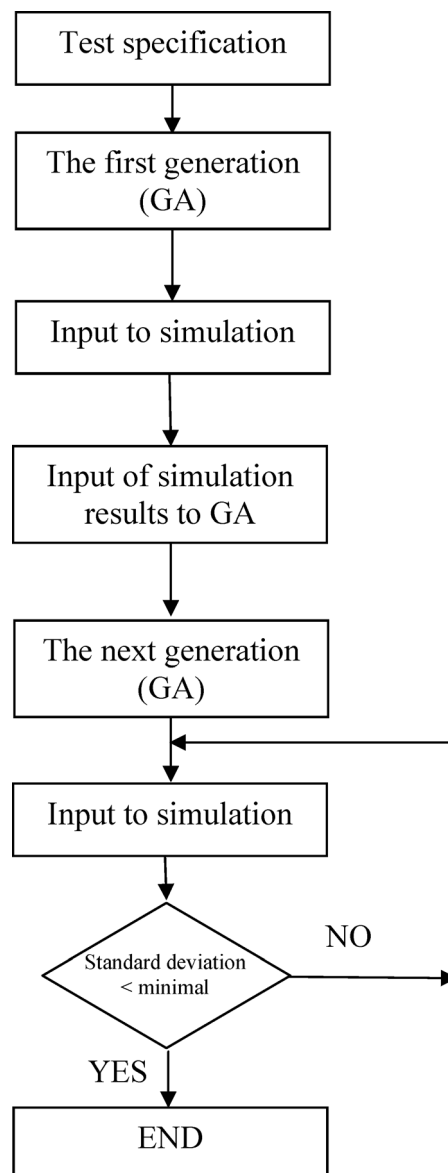 Test specification
The first generation
(GA)
Input to simulation
Input of simulation
results to GA
The next generation
(GA)
Input to simulation
Standard deviation
< minimal
NO
YES
END